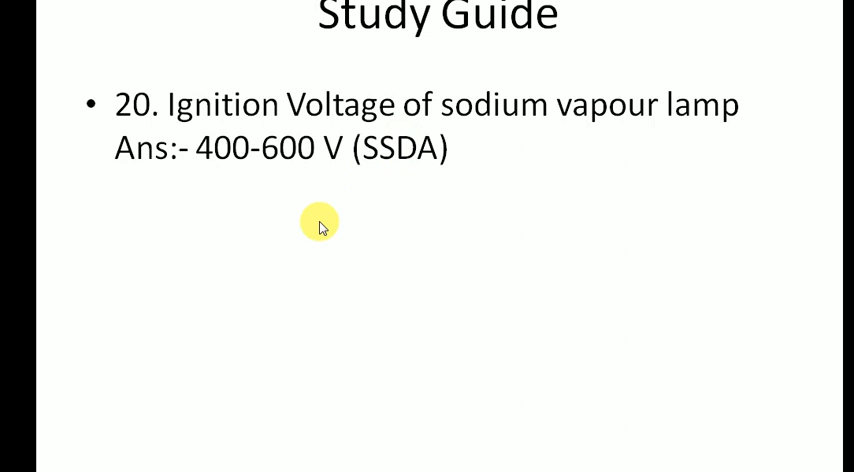 Study Guide
• 20. Ignition Voltage of sodium vapour lamp
Ans:- 400-600 V (SSDA)